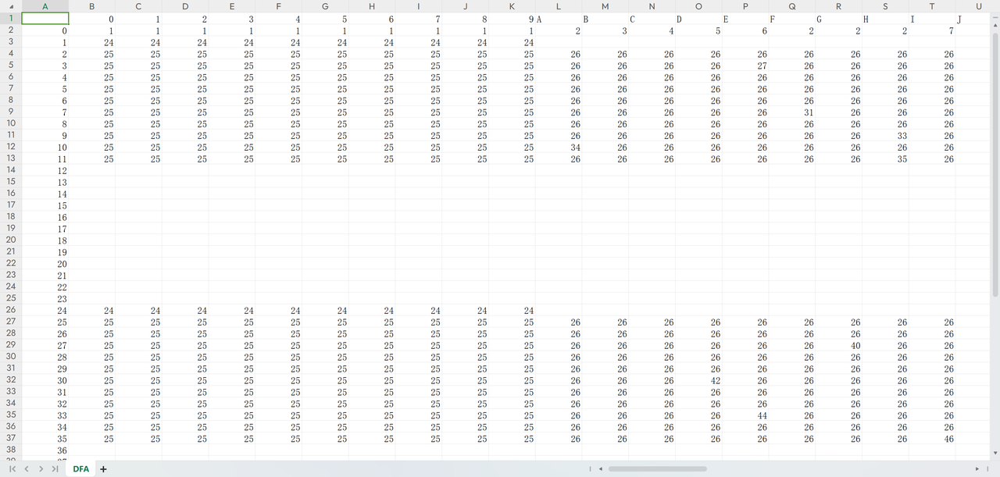 A B C D E F G H I J K L M N O P Q R S T U
1 0 1 2 3 4 5 6 7 8 9 A B C D E F G H I J
2 0 1 1 1 1 1 1 1 1 1 1 2 3 4 5 6 2 2 2 7
3 1 24 24 24 24 24 24 24 24 24 24
4 2 25 25 25 25 25 25 25 25 25 25 26 26 26 26 26 26 26 26 26
5 3 25 25 25 25 25 25 25 25 25 25 26 26 26 26 27 26 26 26 26
6 4 25 25 25 25 25 25 25 25 25 25 26 26 26 26 26 26 26 26 26
7 5 25 25 25 25 25 25 25 25 25 25 26 26 26 26 26 26 26 26 26
8 6 25 25 25 25 25 25 25 25 25 25 26 26 26 26 26 26 26 26 26
9 7 25 25 25 25 25 25 25 25 25 25 26 26 26 26 26 31 26 26 26
10 8 25 25 25 25 25 25 25 25 25 25 26 26 26 26 26 26 26 26 26
11 9 25 25 25 25 25 25 25 25 25 25 26 26 26 26 26 26 26 33 26
12 10 25 25 25 25 25 25 25 25 25 25 34 26 26 26 26 26 26 26 26
13 11 25 25 25 25 25 25 25 25 25 25 26 26 26 26 26 26 26 35 26
14 12
15 13
16 14
17 15
18 16
19 17
20 18
21 19
22 20
23 21
24 22
25 23
26 24 24 24 24 24 24 24 24 24 24 24
27 25 25 25 25 25 25 25 25 25 25 25 26 26 26 26 26 26 26 26 26
28 26 25 25 25 25 25 25 25 25 25 25 26 26 26 26 26 26 26 26 26
29 27 25 25 25 25 25 25 25 25 25 25 26 26 26 26 26 26 40 26 26
30 28 25 25 25 25 25 25 25 25 25 25 26 26 26 26 26 26 26 26 26
31 29 25 25 25 25 25 25 25 25 25 25 26 26 26 26 26 26 26 26 26
32 30 25 25 25 25 25 25 25 25 25 25 26 26 26 42 26 26 26 26 26
33 31 25 25 25 25 25 25 25 25 25 25 26 26 26 26 26 26 26 26 26
34 32 25 25 25 25 25 25 25 25 25 25 26 26 26 26 26 26 26 26 26
35 33 25 25 25 25 25 25 25 25 25 25 26 26 26 26 44 26 26 26 26
36 34 25 25 25 25 25 25 25 25 25 25 26 26 26 26 26 26 26 26 26
37 35 25 25 25 25 25 25 25 25 25 25 26 26 26 26 26 26 26 26 46
38 36
DFA +